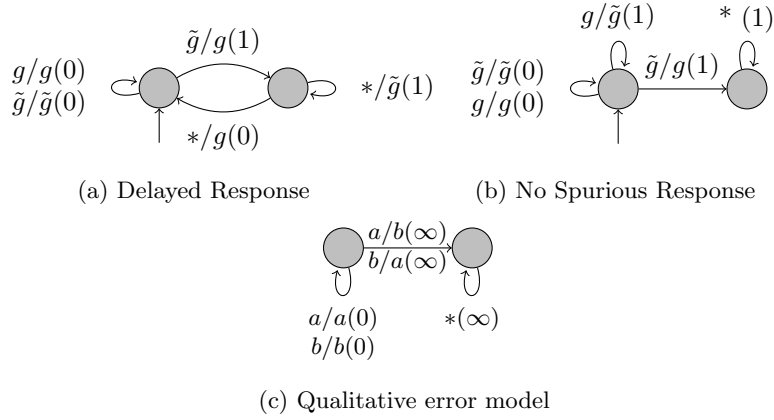 g̃/g(1)
g/g(0)
g̃/g̃(0)
*/g̃(1)
*/g(0)
(a) Delayed Response
g/g̃(1)
* (1)
g̃/g̃(0)
g/g(0)
g̃/g(1)
(b) No Spurious Response
a/b(∞)
b/a(∞)
a/a(0)
b/b(0)
*(∞)
(c) Qualitative error model